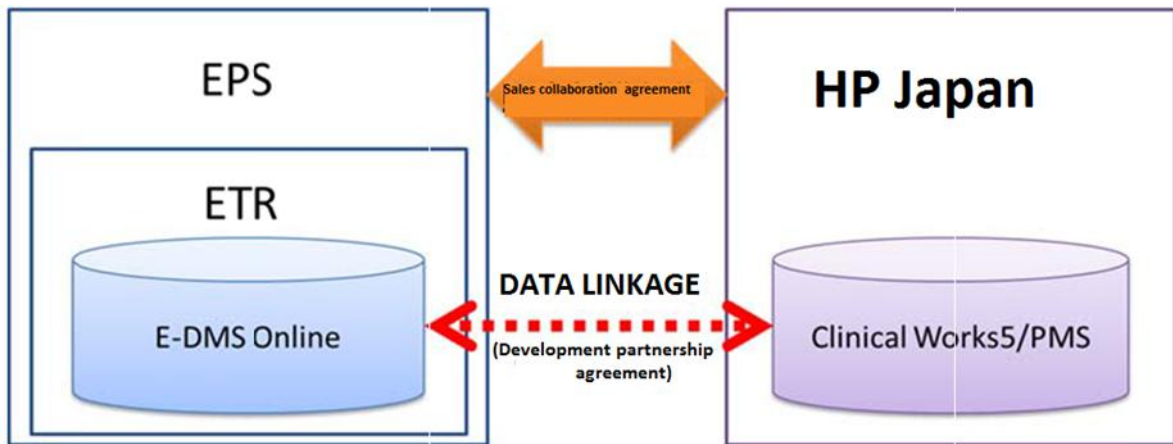 EPS
Sales collaboration agreement
HP Japan
ETR
E-DMS Online
DATA LINKAGE
(Development partnership
agreement)
Clinical Works5/PMS